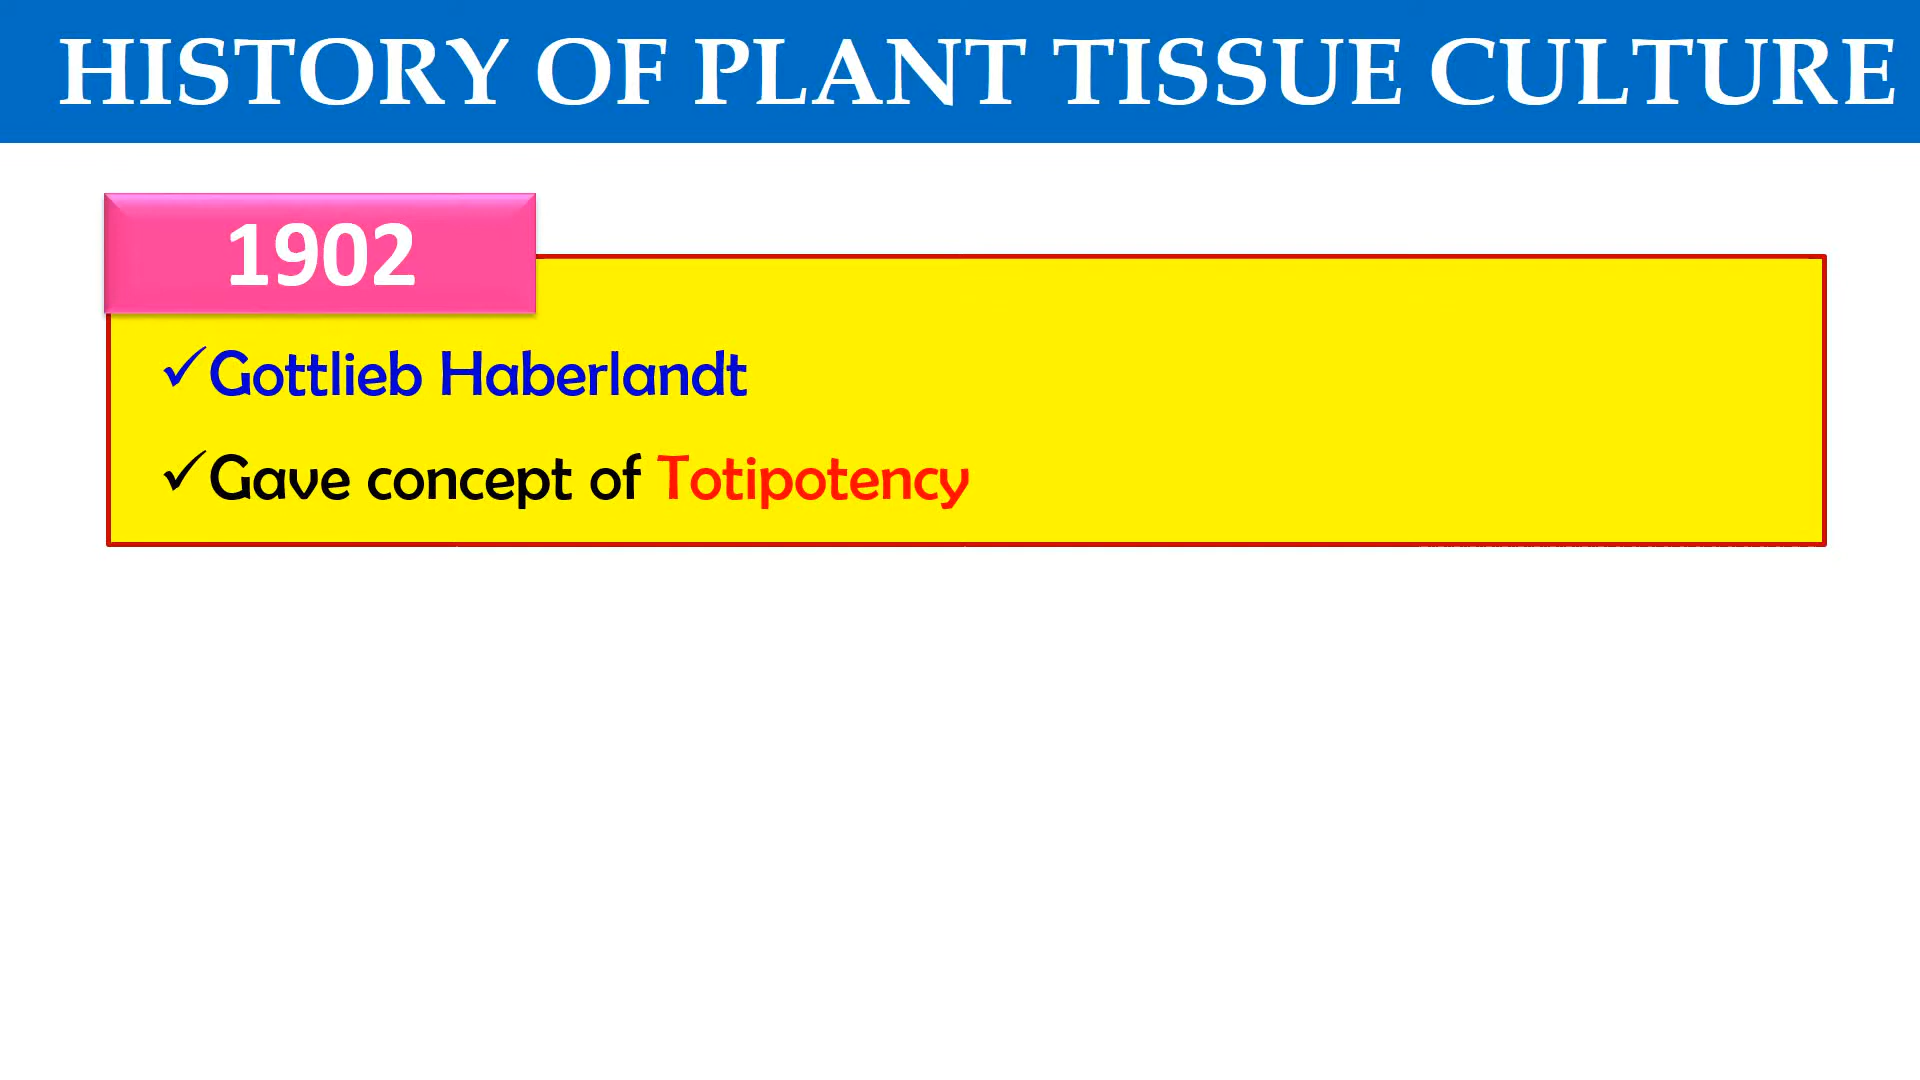 HISTORY OF PLANT TISSUE CULTURE
1902
✓Gottlieb Haberlandt
✓Gave concept of Totipotency